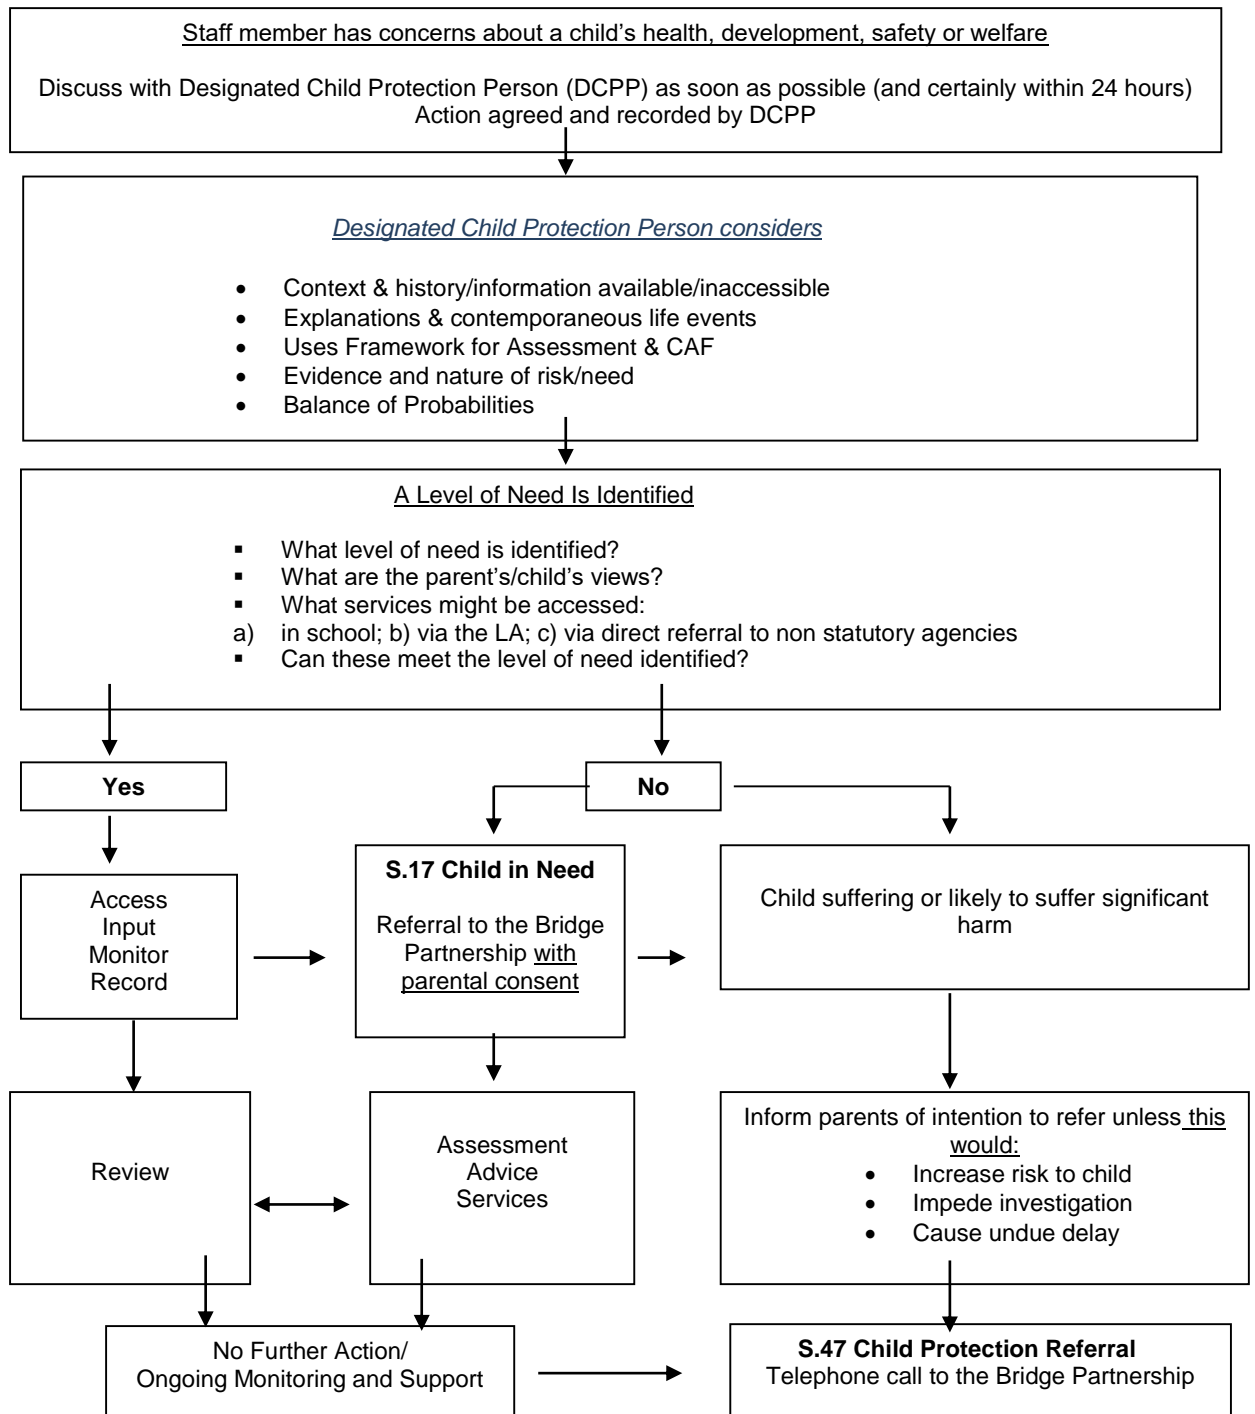 Staff member has concerns about a child’s health, development, safety or welfare
Discuss with Designated Child Protection Person (DCPP) as soon as possible (and certainly within 24 hours)
Action agreed and recorded by DCPP
Designated Child Protection Person considers
• Context & history/information available/inaccessible
• Explanations & contemporaneous life events
• Uses Framework for Assessment & CAF
• Evidence and nature of risk/need
• Balance of Probabilities
A Level of Need Is Identified
▪ What level of need is identified?
▪ What are the parent’s/child’s views?
▪ What services might be accessed:
a) in school; b) via the LA; c) via direct referral to non statutory agencies
▪ Can these meet the level of need identified?
Yes
No
Access
Input
Monitor
Record
S.17 Child in Need
Referral to the Bridge
Partnership with
parental consent
Child suffering or likely to suffer significant
harm
Review
Assessment
Advice
Services
Inform parents of intention to refer unless this
would:
• Increase risk to child
• Impede investigation
• Cause undue delay
No Further Action/
Ongoing Monitoring and Support
S.47 Child Protection Referral
Telephone call to the Bridge Partnership